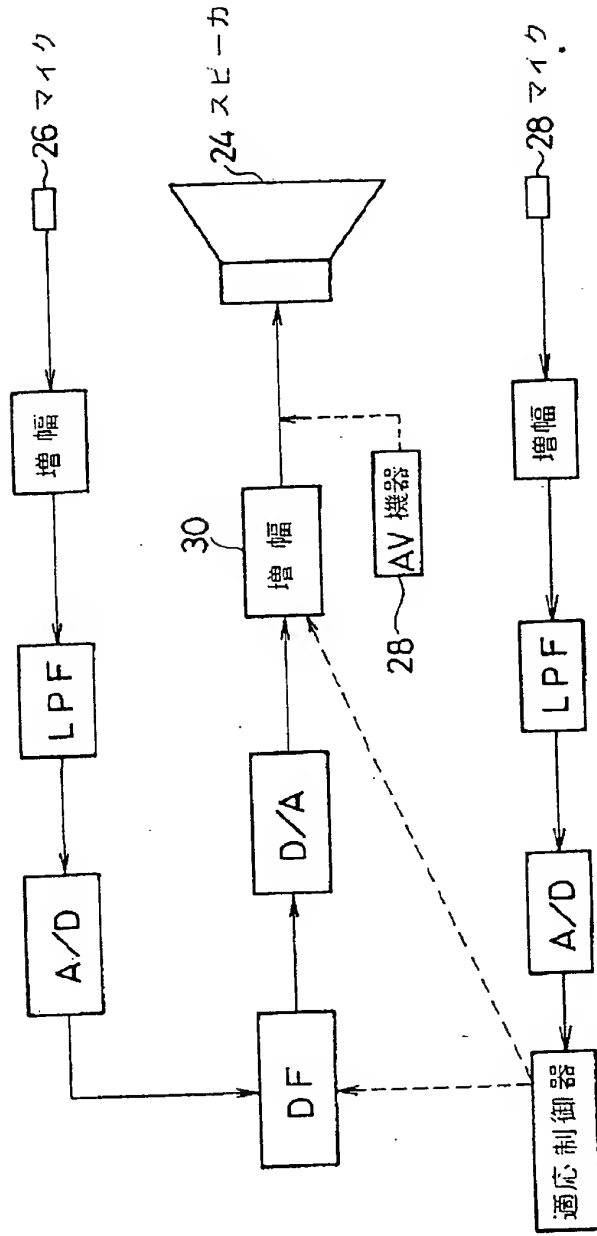 26 マイク
増幅
LPF
A/D
24 スピーカ
30
増幅
AV機器
28
D/A
DF
28 マイク
増幅
LPF
A/D
適応制御器